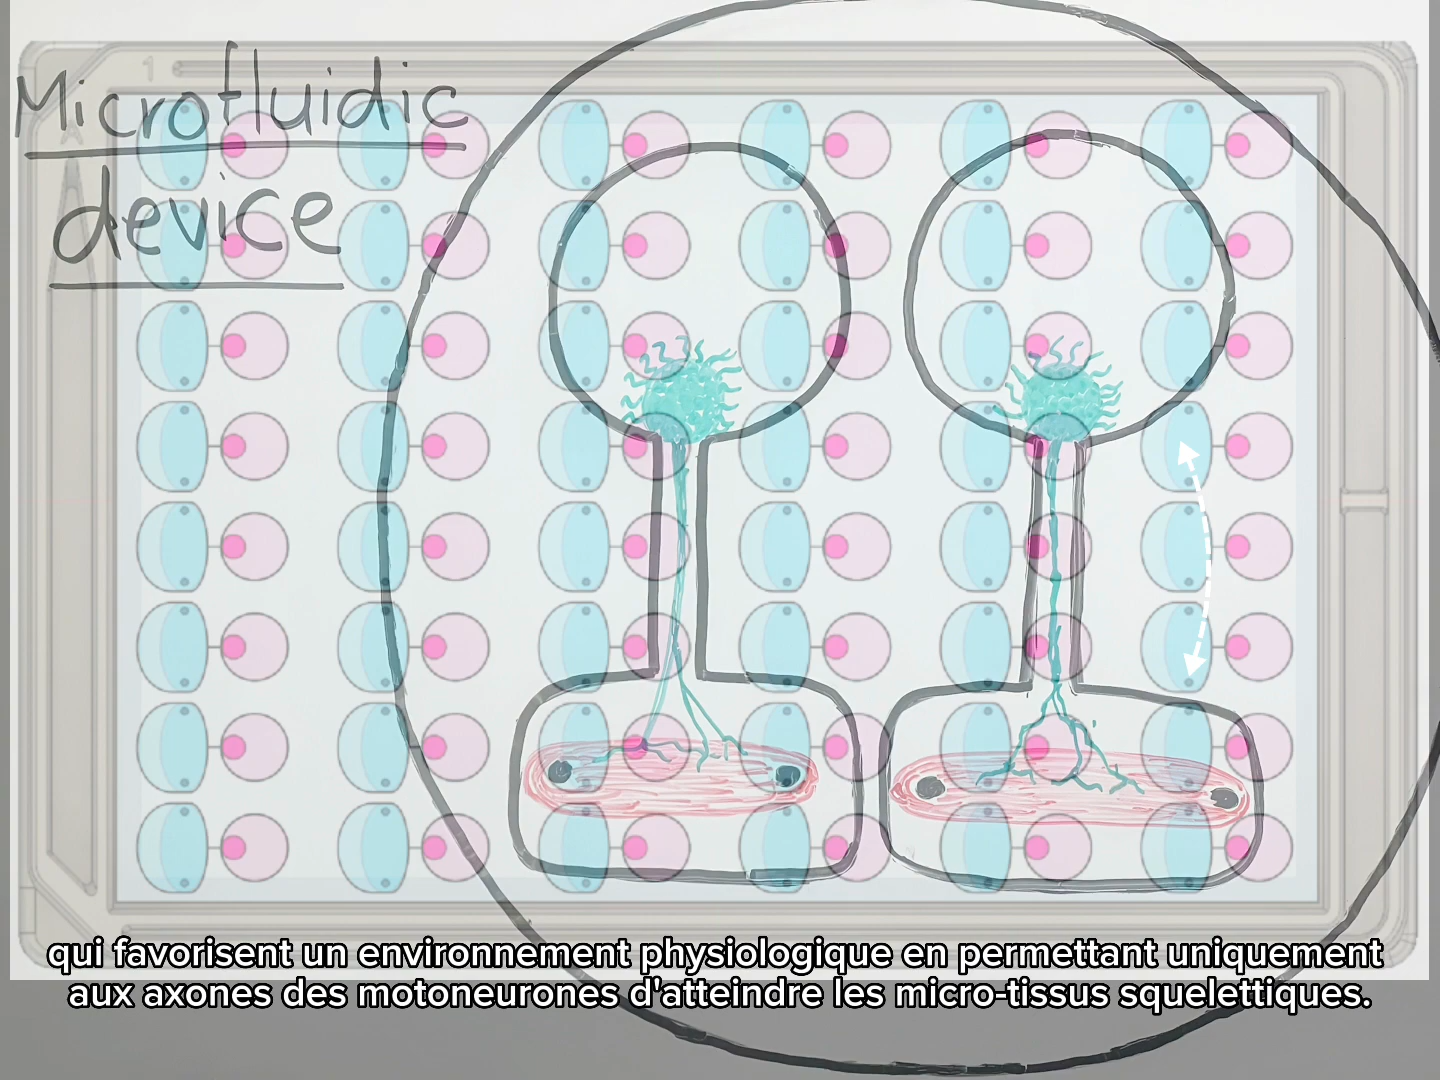 1
Microfluidic
device
A
qui favorisent un environnement physiologique en permettant uniquement
aux axones des motoneurones d'atteindre les micro-tissus squelettiques.